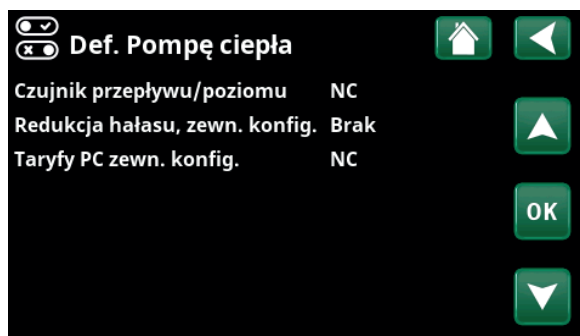 Def. Pompę ciepła
Czujnik przepływu/poziomu NC
Redukcja hałasu, zewn. konfig. Brak
Taryfy PC zewn. konfig. NC
OK